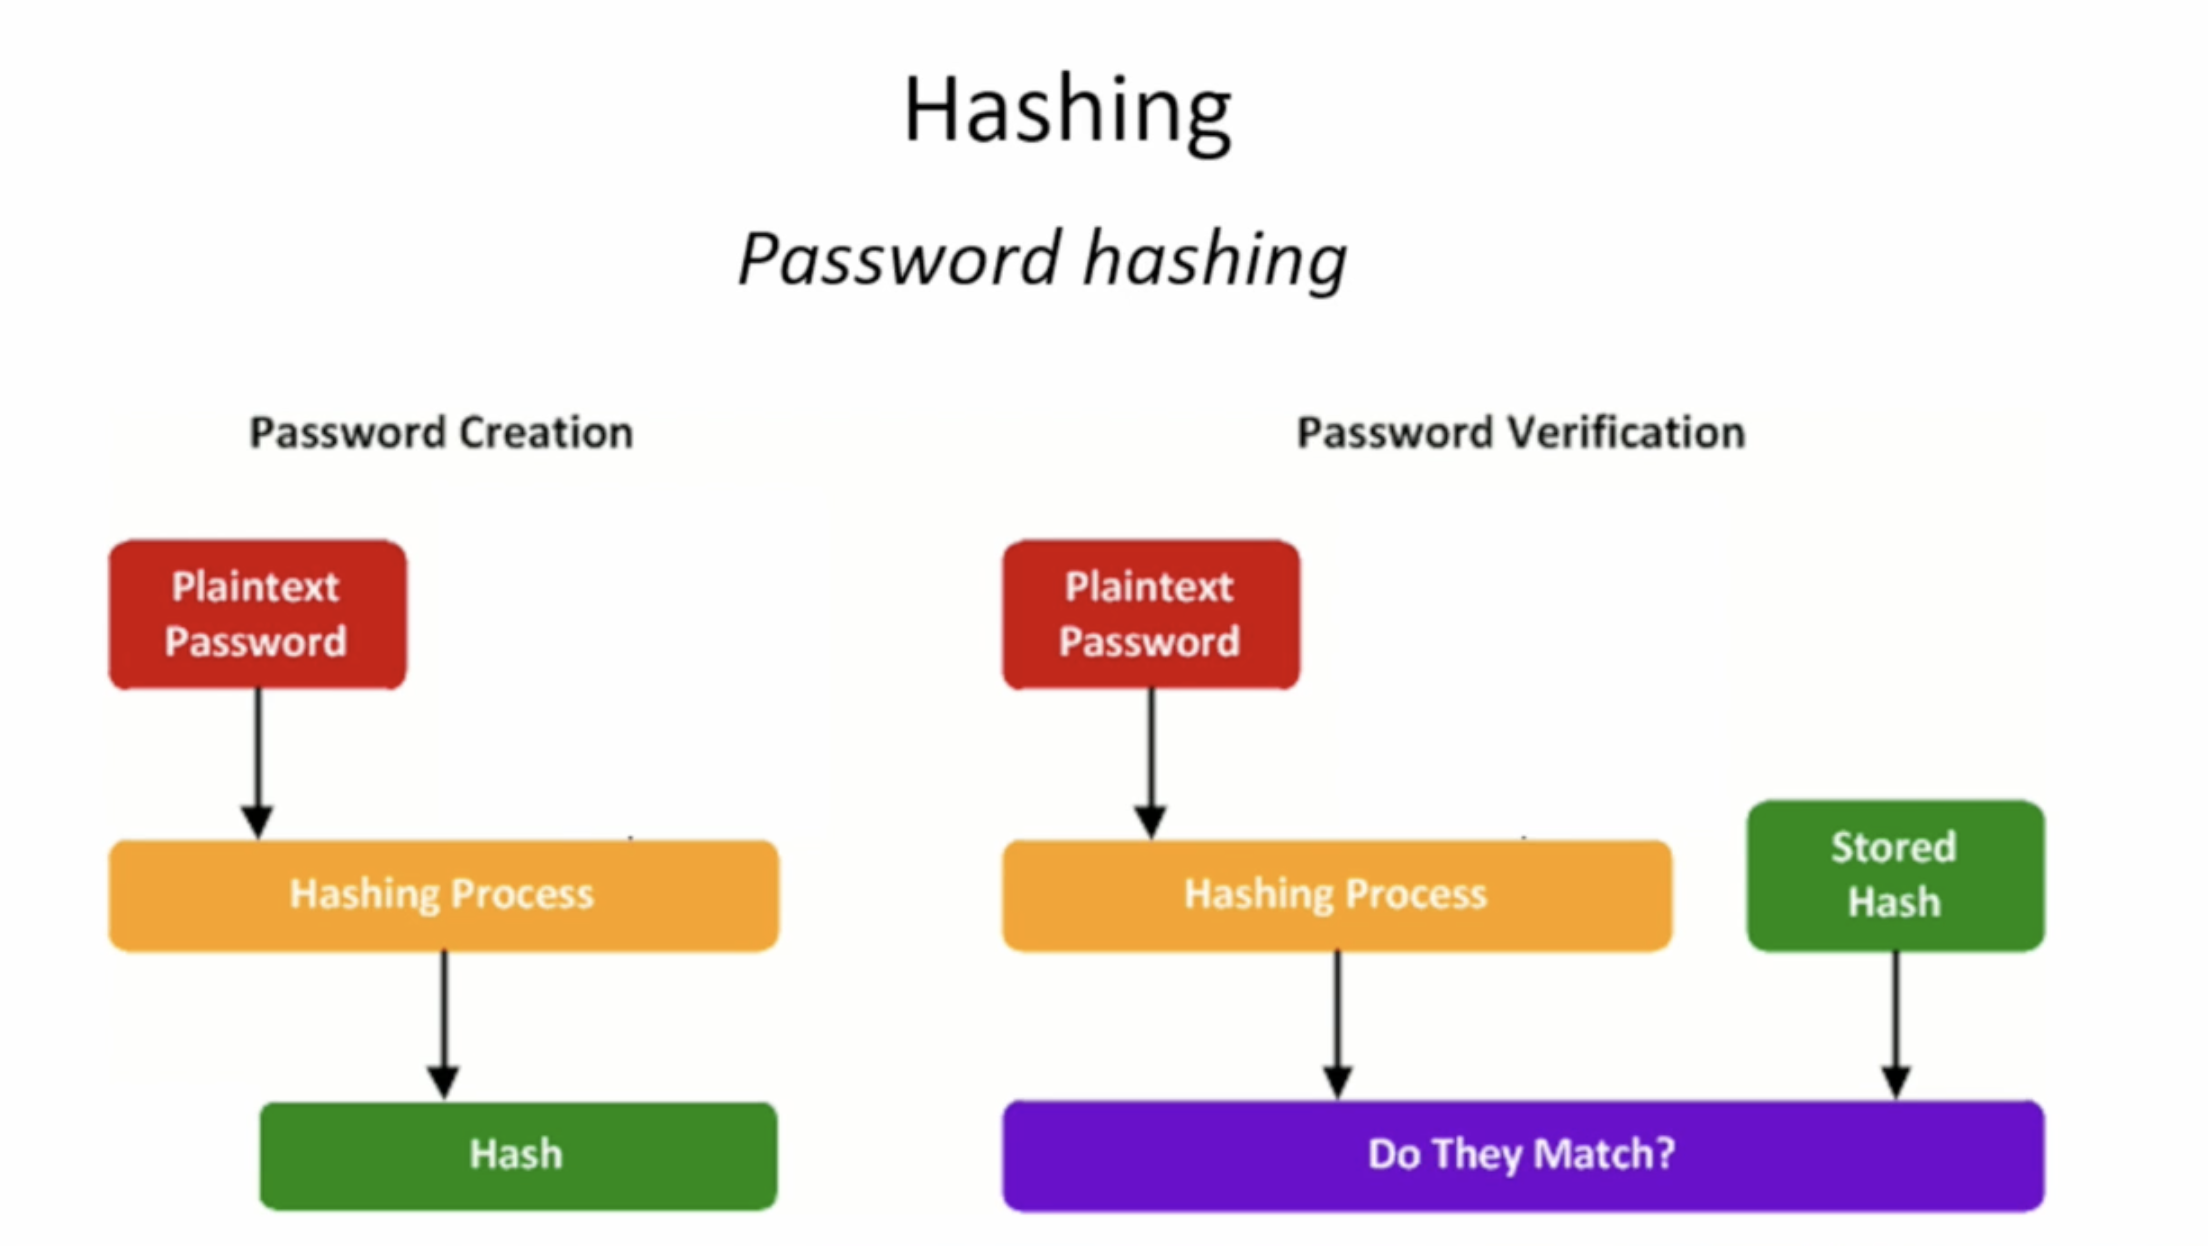 Hashing
Password hashing
Password Creation
Plaintext
Password
Hashing Process
Hash
Password Verification
Plaintext
Password
Hashing Process
Stored
Hash
Do They Match?